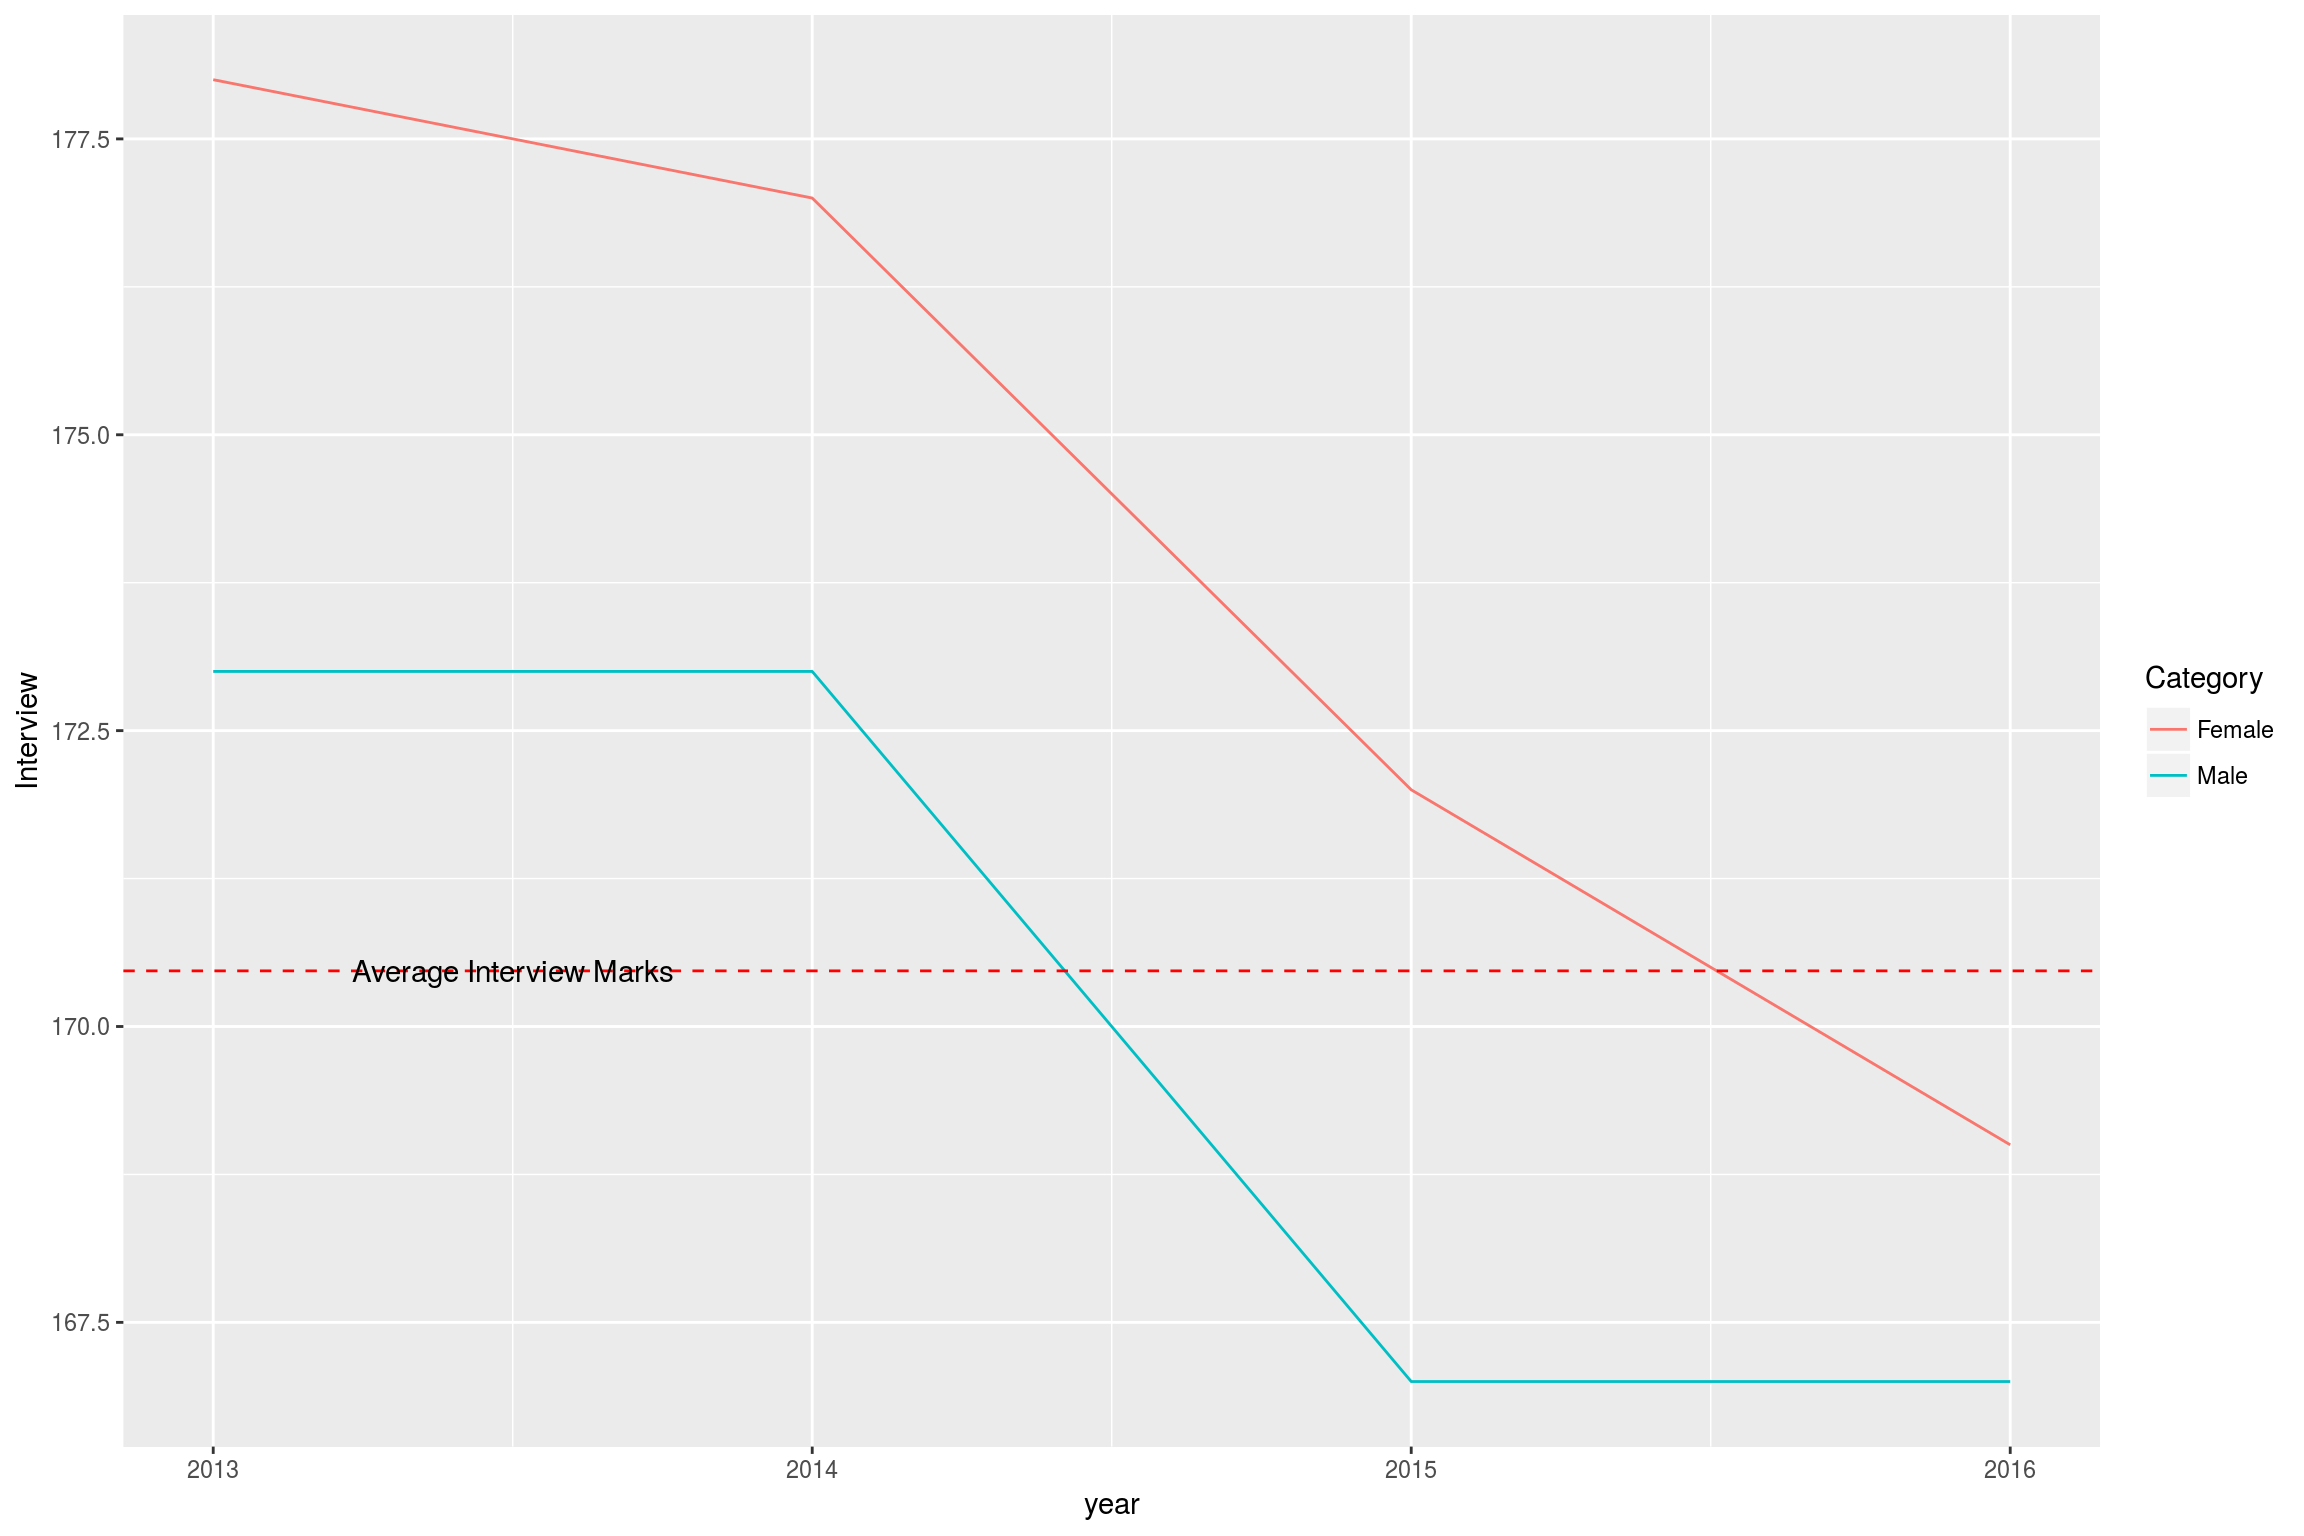 177.5
175.0
172.5
170.0
167.5
Interview
Average Interview Marks
2013
2014
2015
2016
year
Category
Female
Male